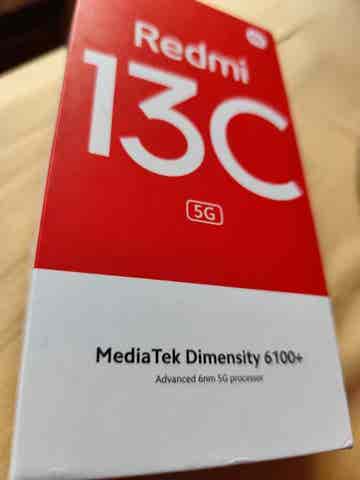 Redmi
13C
5G
MediaTek Dimensity 6100+
Advanced 6nm 5G processor